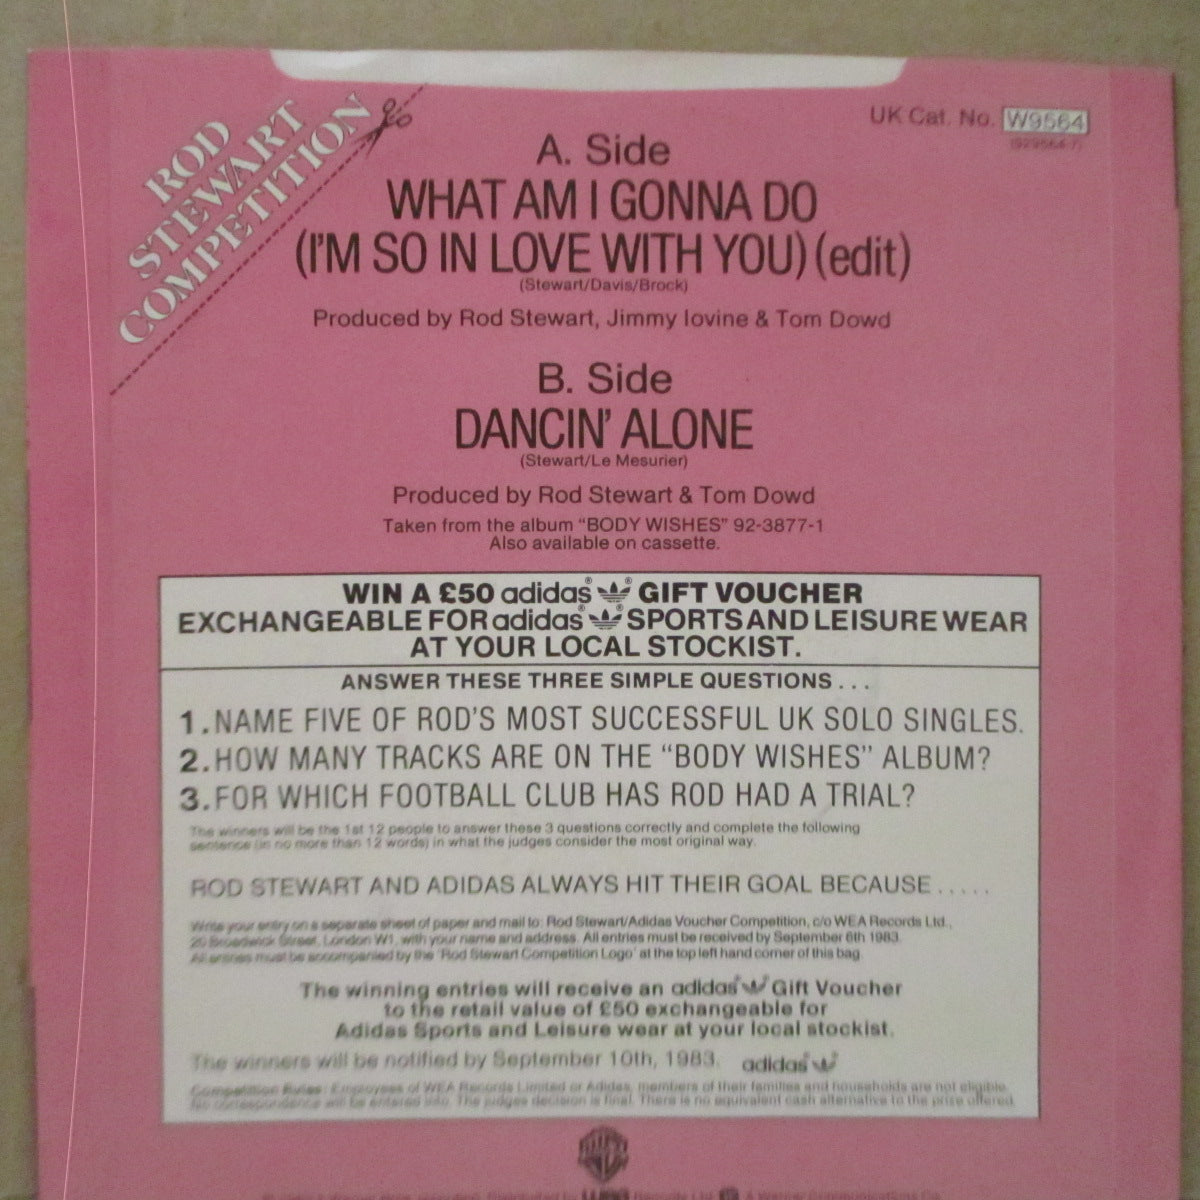 ROD
STEWART
COMPETITION
UK Cat. No. W9564
(929564-7)
A. Side
WHAT AM I GONNA DO
(I'M SO IN LOVE WITH YOU) (edit)
(Stewart/Davis/Brock)
Produced by Rod Stewart, Jimmy Iovine & Tom Dowd
B. Side
DANCIN' ALONE
(Stewart/Le Mesurier)
Produced by Rod Stewart & Tom Dowd
Taken from the album “BODY WISHES” 92-3877-1
Also available on cassette.
WIN A £50 adidas® ® GIFT VOUCHER
EXCHANGEABLE FOR adidas® ® SPORTS AND LEISURE WEAR
AT YOUR LOCAL STOCKIST.
ANSWER THESE THREE SIMPLE QUESTIONS . . .
1. NAME FIVE OF ROD'S MOST SUCCESSFUL UK SOLO SINGLES.
2. HOW MANY TRACKS ARE ON THE “BODY WISHES” ALBUM?
3. FOR WHICH FOOTBALL CLUB HAS ROD HAD A TRIAL?
The winners will be the 1st 12 people to answer these 3 questions correctly and complete the following
sentence (in no more than 12 words) in what the judges consider the most original way.
ROD STEWART AND ADIDAS ALWAYS HIT THEIR GOAL BECAUSE . . . . .
Write your entry on a separate sheet of paper and mail to: Rod Stewart/Adidas Voucher Competition, c/o WEA Records Ltd.,
20 Broadwick Street, London W1, with your name and address. All entries must be received by September 6th 1983.
All entries must be accompanied by the 'Rod Stewart Competition Logo' at the top left hand corner of this bag.
The winning entries will receive an adidas Gift Voucher
to the retail value of £50 exchangeable for
Adidas Sports and Leisure wear at your local stockist.
The winners will be notified by September 10th, 1983. adidas
Competition Rules: Employees of WEA Records Limited or Adidas, members of their families and households are not eligible.
No correspondence will be entered into. The judges decision is final. There is no equivalent cash alternative to the prize offered.